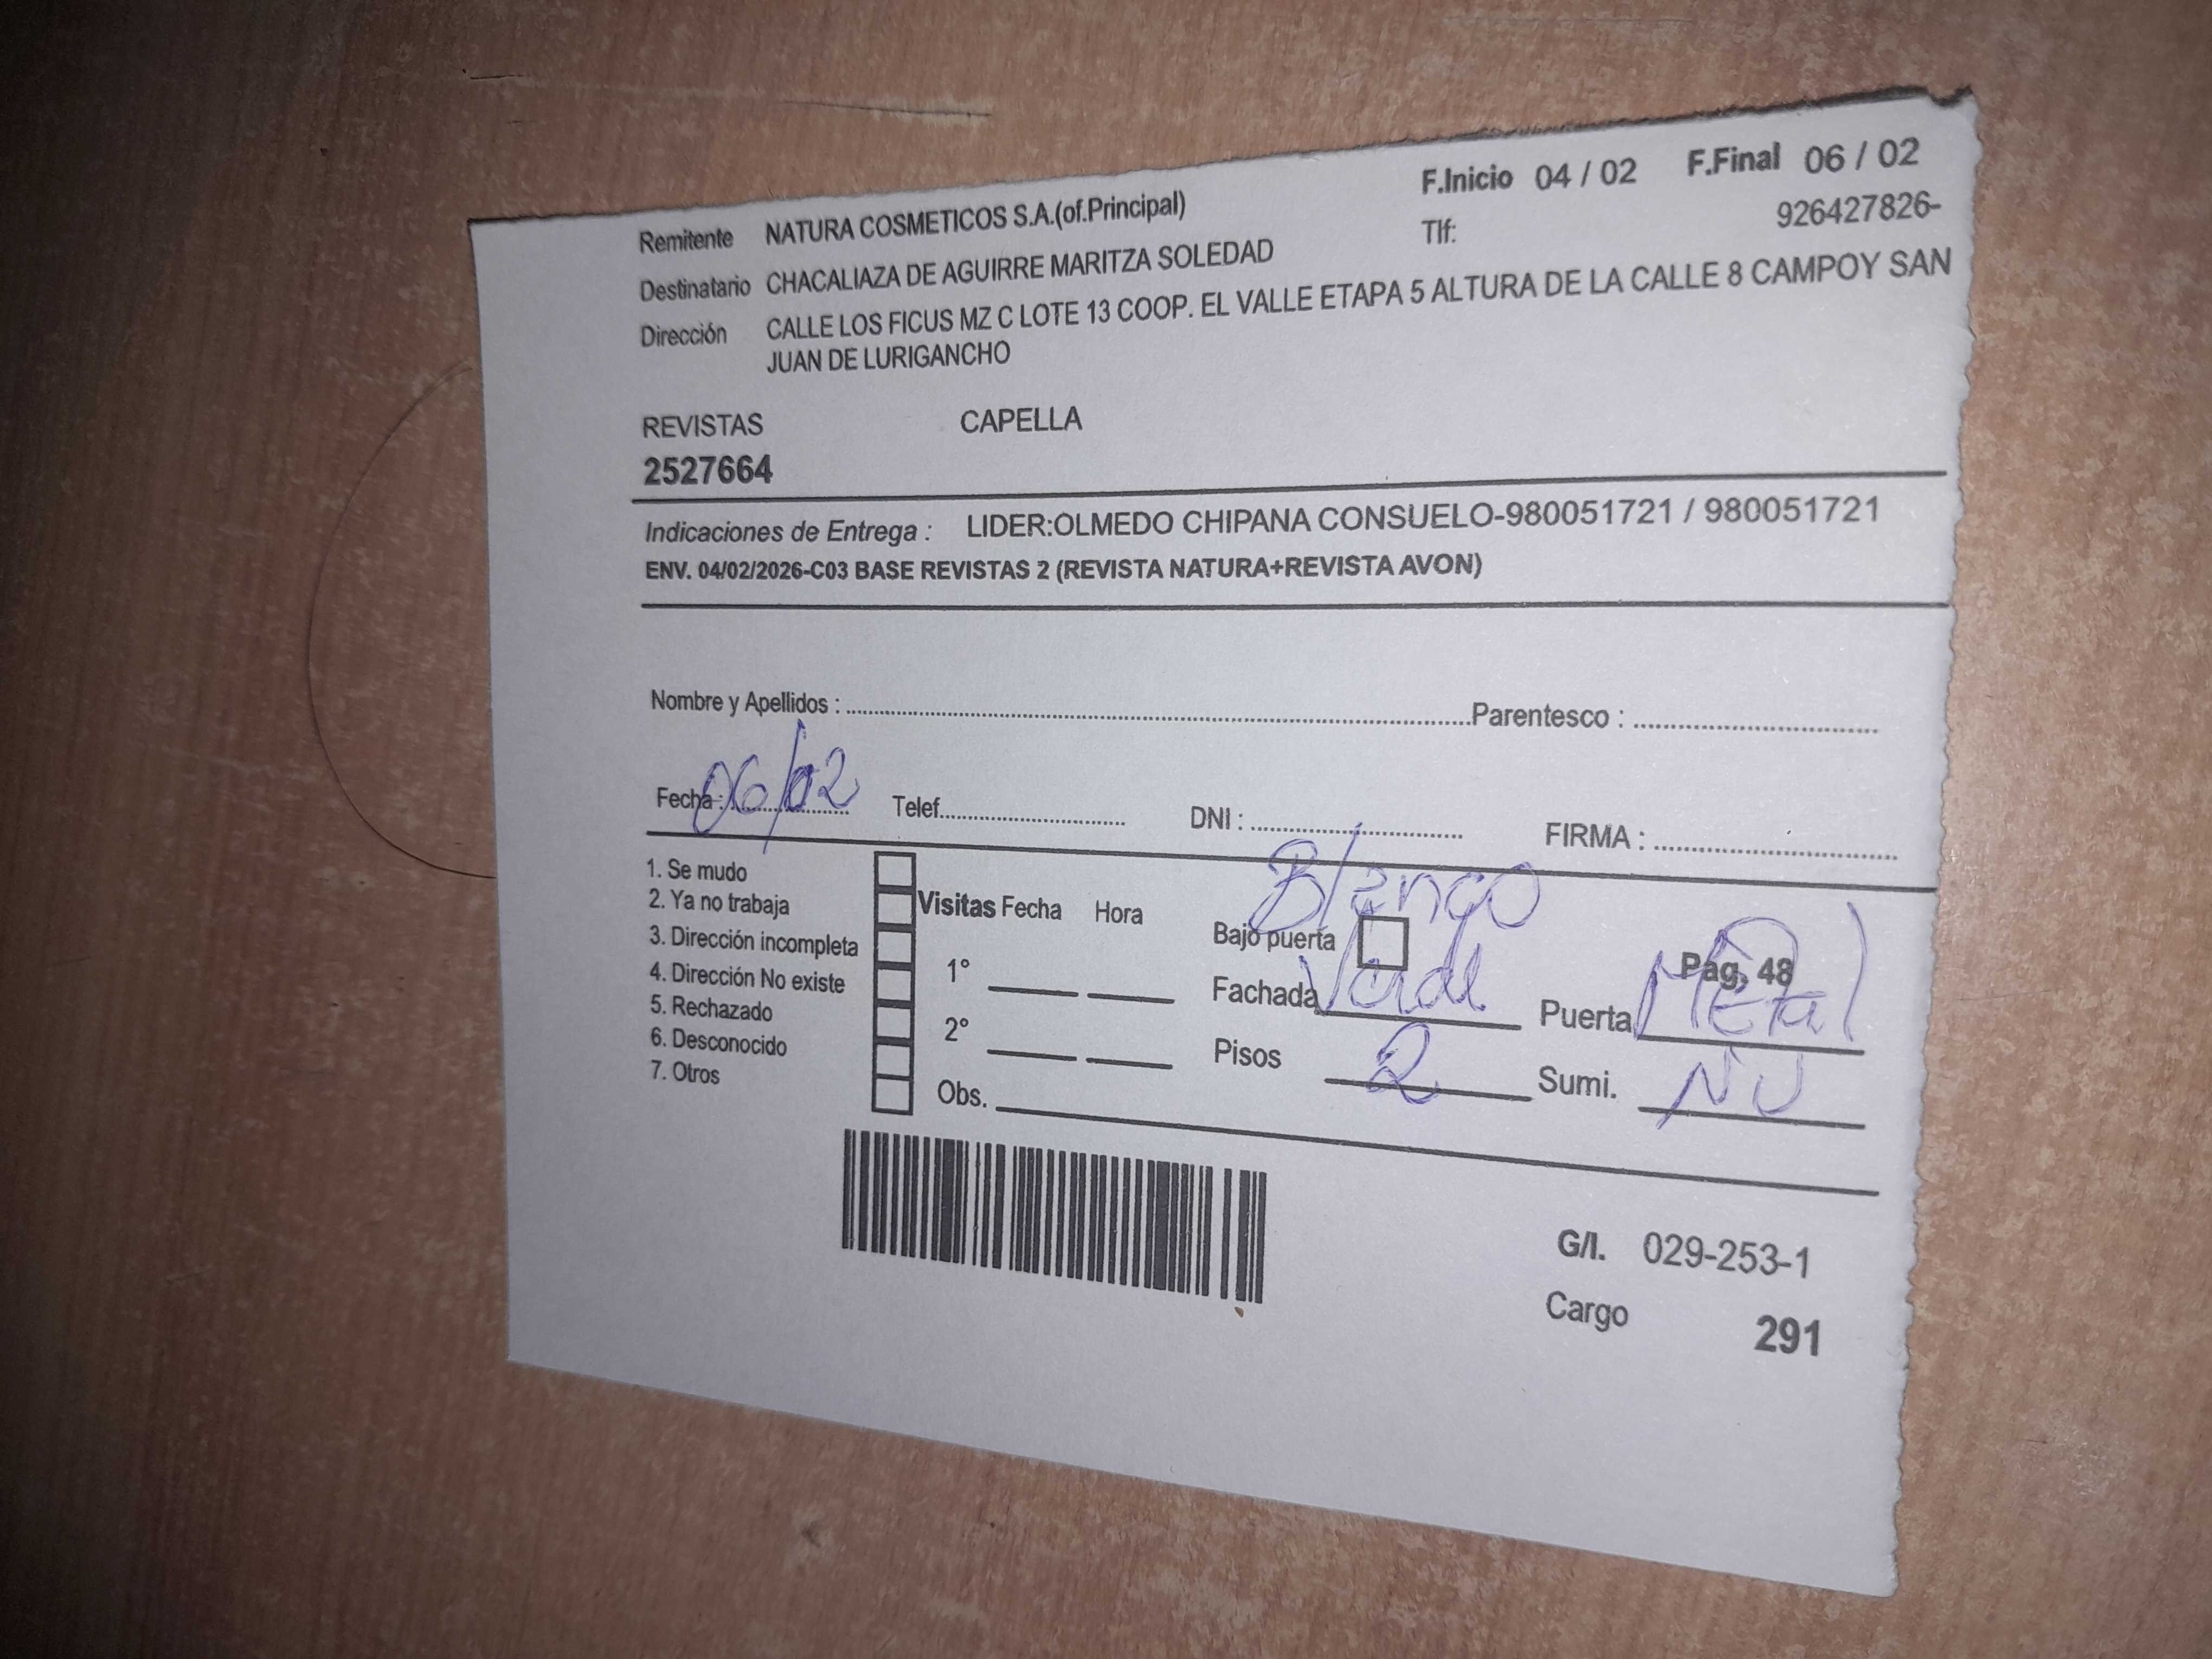 F.Inicio 04 / 02 F.Final 06 / 02
Remitente NATURA COSMETICOS S.A.(of.Principal) Tlf: 926427826-
Destinatario CHACALIAZA DE AGUIRRE MARITZA SOLEDAD
Dirección CALLE LOS FICUS MZ C LOTE 13 COOP. EL VALLE ETAPA 5 ALTURA DE LA CALLE 8 CAMPOY SAN
JUAN DE LURIGANCHO
REVISTAS CAPELLA
2527664
Indicaciones de Entrega : LIDER:OLMEDO CHIPANA CONSUELO-980051721 / 980051721
ENV. 04/02/2026-C03 BASE REVISTAS 2 (REVISTA NATURA+REVISTA AVON)
Nombre y Apellidos : Parentesco :
Fecha : 06/02 Telef. DNI : FIRMA :
1. Se mudo
2. Ya no trabaja
3. Dirección incompleta
4. Dirección No existe
5. Rechazado
6. Desconocido
7. Otros
Visitas Fecha Hora
1°
2°
Obs.
Blanco
Bajo puerta Pag, 48
Fachada Verde Puerta Metal
Pisos 2 Sumi. NU
G/I. 029-253-1
Cargo 291